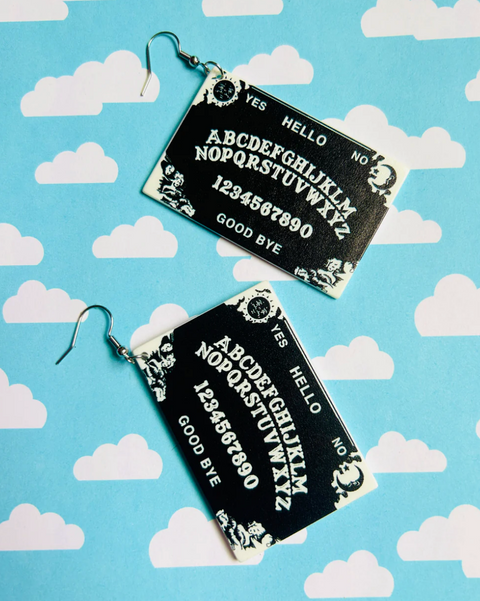 YES
HELLO
NO
ABCDEFGHIJKLM
NOPQRSTUVWXYZ
1234567890
GOOD BYE
YES
HELLO
NO
ABCDEFGHIJKLM
NOPQRSTUVWXYZ
1234567890
GOOD BYE